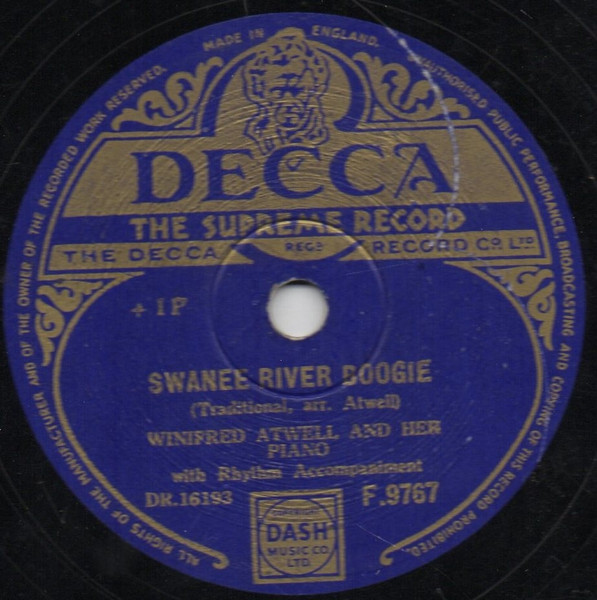 ALL RIGHTS OF THE MANUFACTURER AND OF THE OWNER OF THE RECORDED WORK RESERVED.
MADE IN ENGLAND.
UNAUTHORISED PUBLIC PERFORMANCE, BROADCASTING AND COPYING OF THIS RECORD PROHIBITED.
DECCA
THE SUPREME RECORD
THE DECCA REGD RECORD CO LTD
+ 1P
SWANEE RIVER BOOGIE
(Traditional, arr. Atwell)
WINIFRED ATWELL AND HER
PIANO
with Rhythm Accompaniment
DR.16193 F.9767
COPYRIGHT
DASH
MUSIC CO.
LTD.